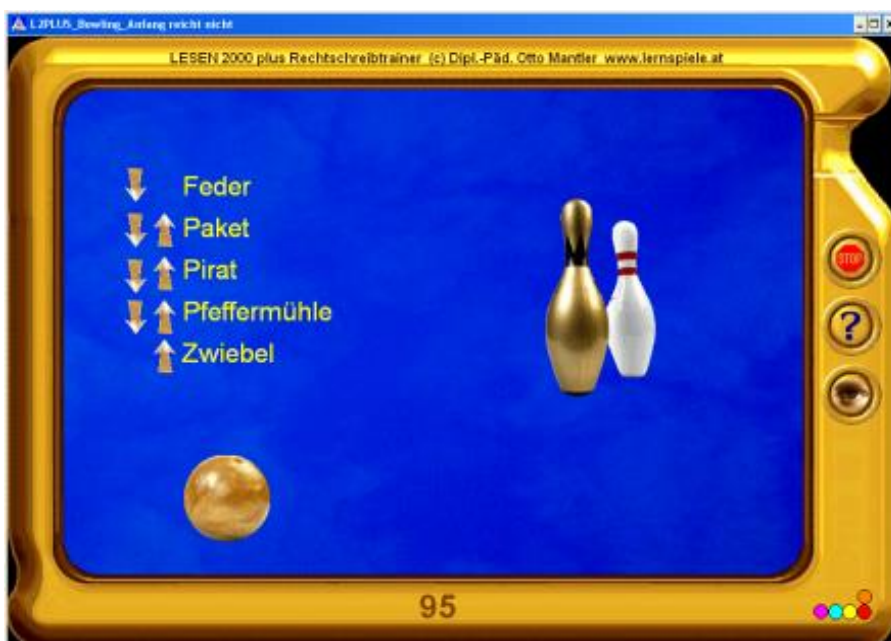 L2PLUS_Bowling_Anfang reicht nicht
LESEN 2000 plus Rechtschreibtrainer (c) Dipl.-Päd. Otto Mantler www.lernspiele.at
Feder
Paket
Pirat
Pfeffermühle
Zwiebel
STOP
?
95